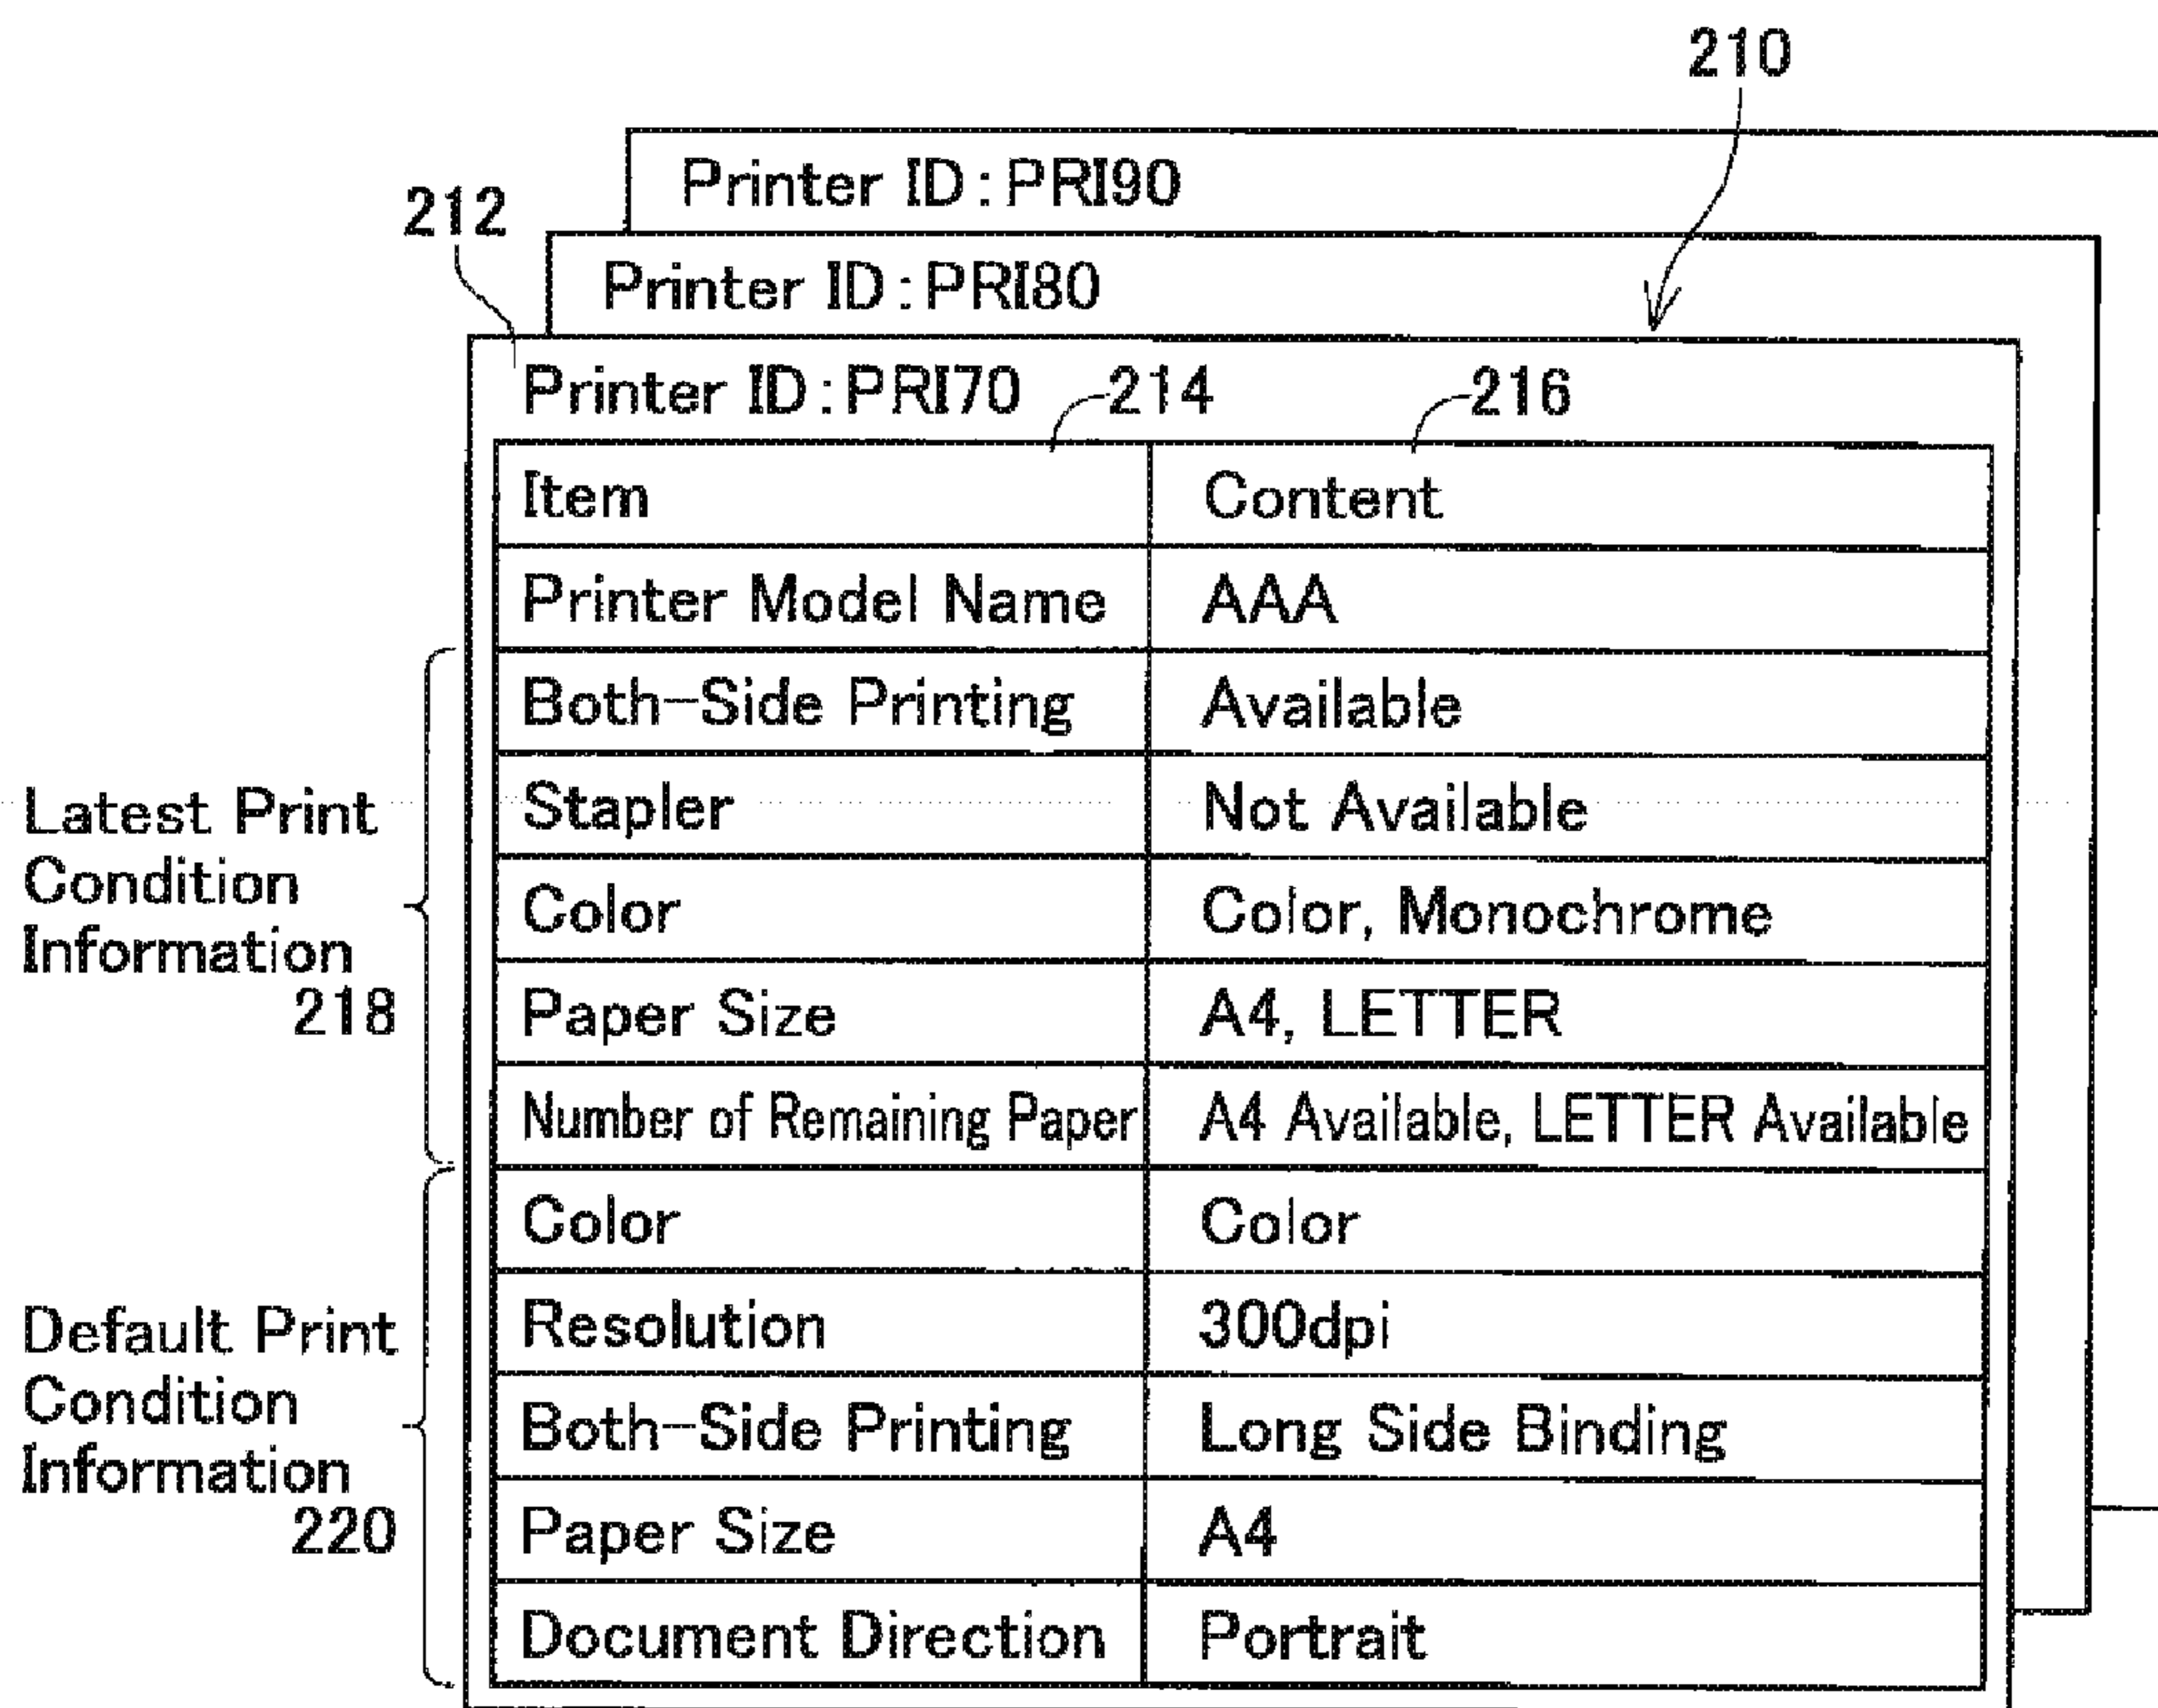 210
Printer ID : PRI90
212
Printer ID : PRI80
Printer ID : PRI70 214 216
Item Content
Printer Model Name AAA
Both-Side Printing Available
Stapler Not Available
Color Color, Monochrome
Paper Size A4, LETTER
Number of Remaining Paper A4 Available, LETTER Available
Latest Print
Condition
Information
218
Color Color
Resolution 300dpi
Both-Side Printing Long Side Binding
Paper Size A4
Document Direction Portrait
Default Print
Condition
Information
220